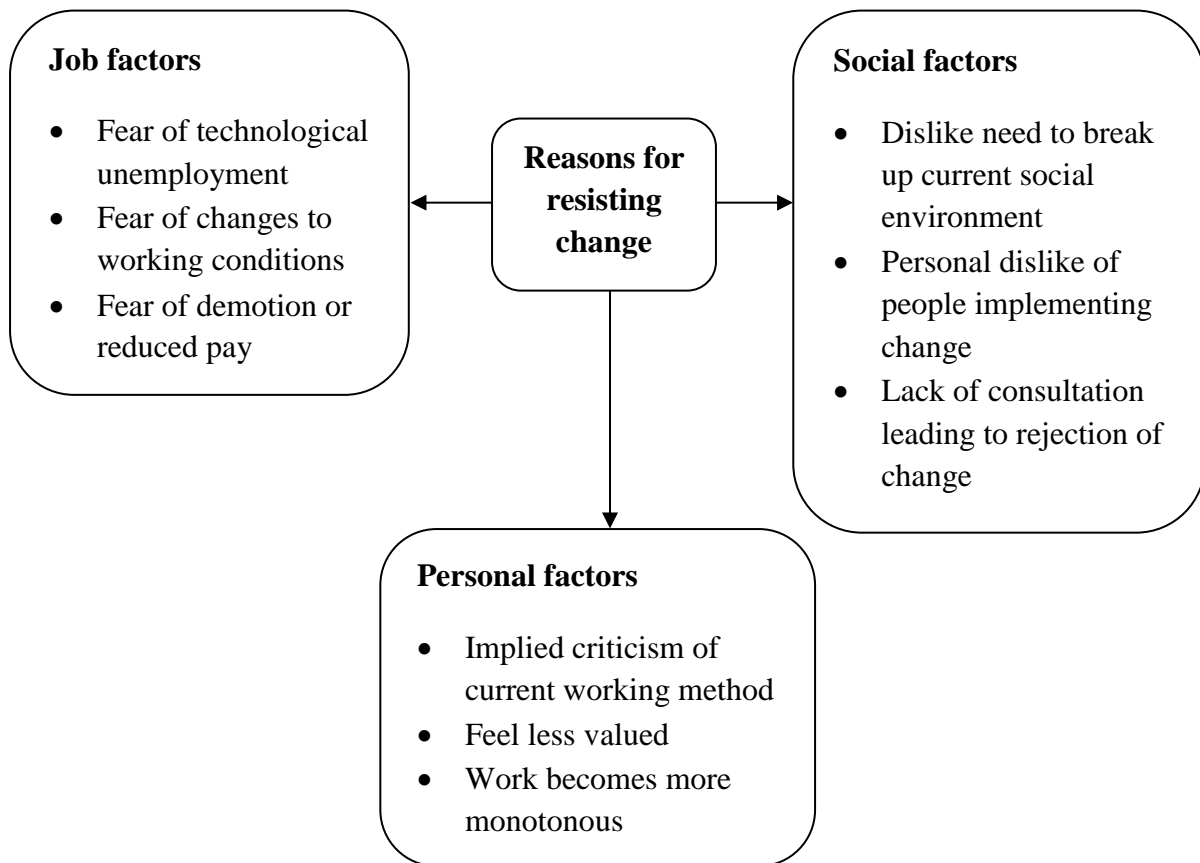 Job factors
• Fear of technological
unemployment
• Fear of changes to
working conditions
• Fear of demotion or
reduced pay
Reasons for
resisting
change
Social factors
• Dislike need to break
up current social
environment
• Personal dislike of
people implementing
change
• Lack of consultation
leading to rejection of
change
Personal factors
• Implied criticism of
current working method
• Feel less valued
• Work becomes more
monotonous